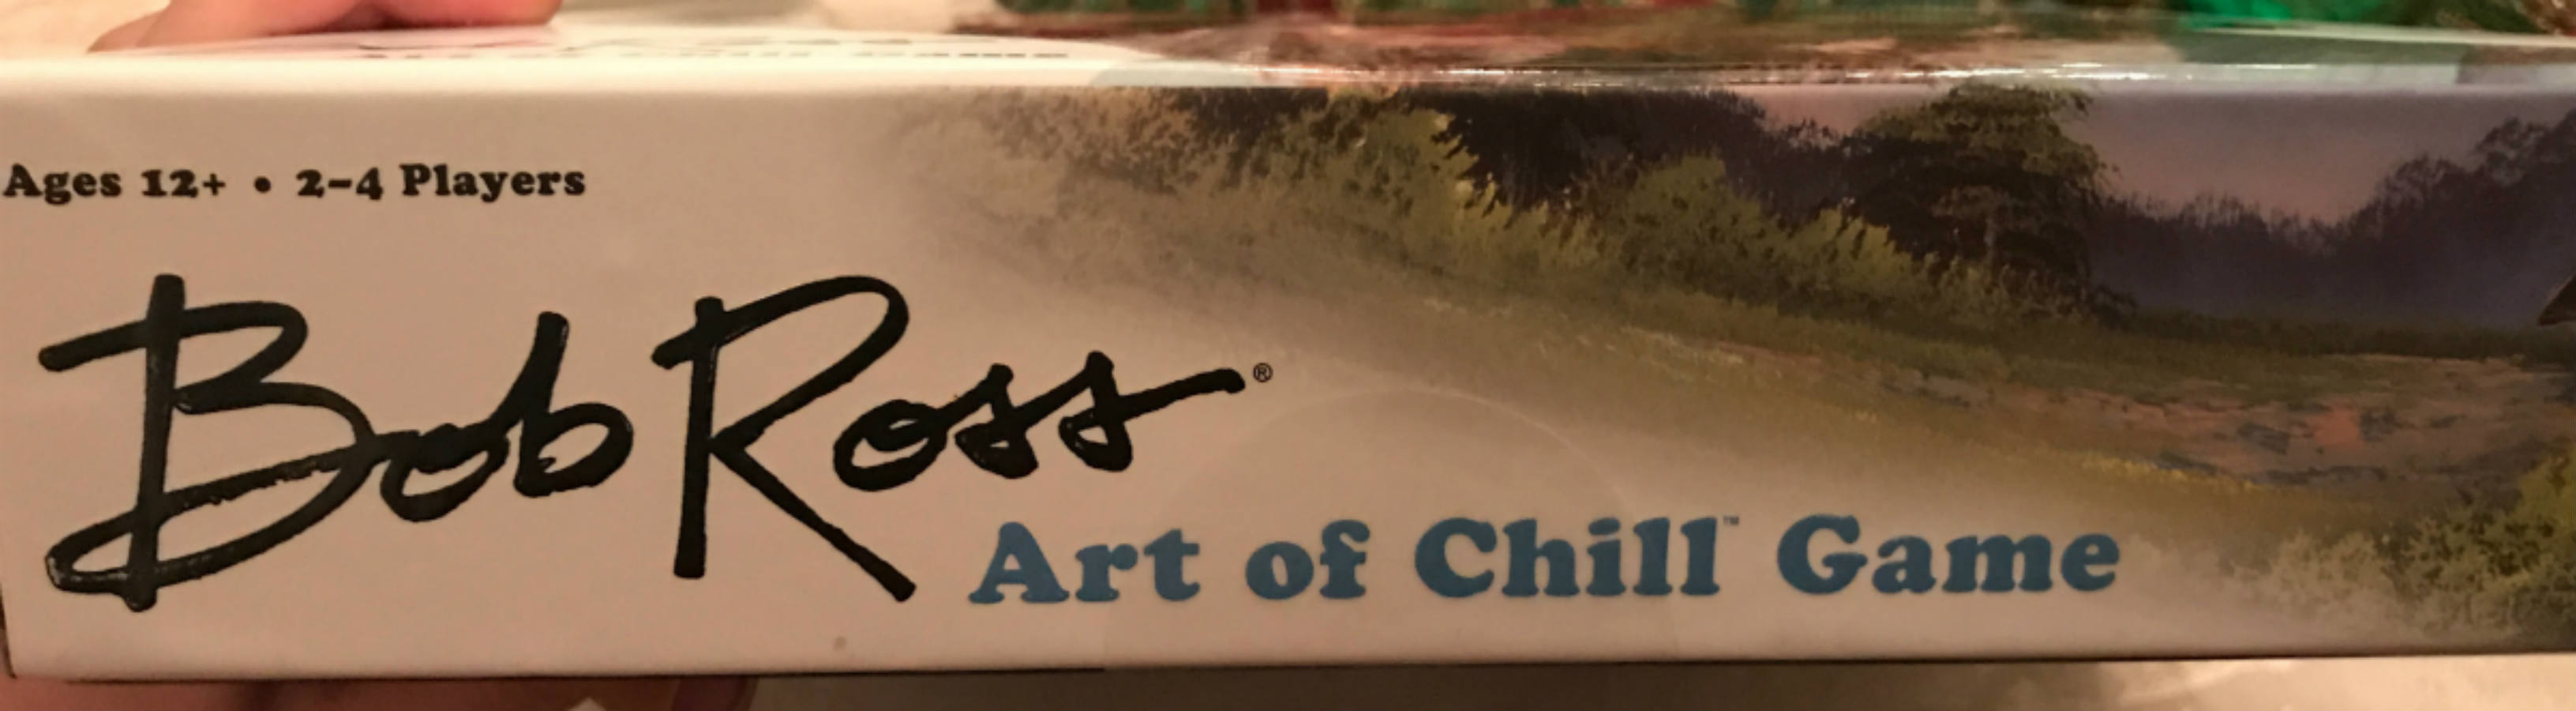 Ages 12+ • 2-4 Players
Bob Ross®
Art of Chill™ Game